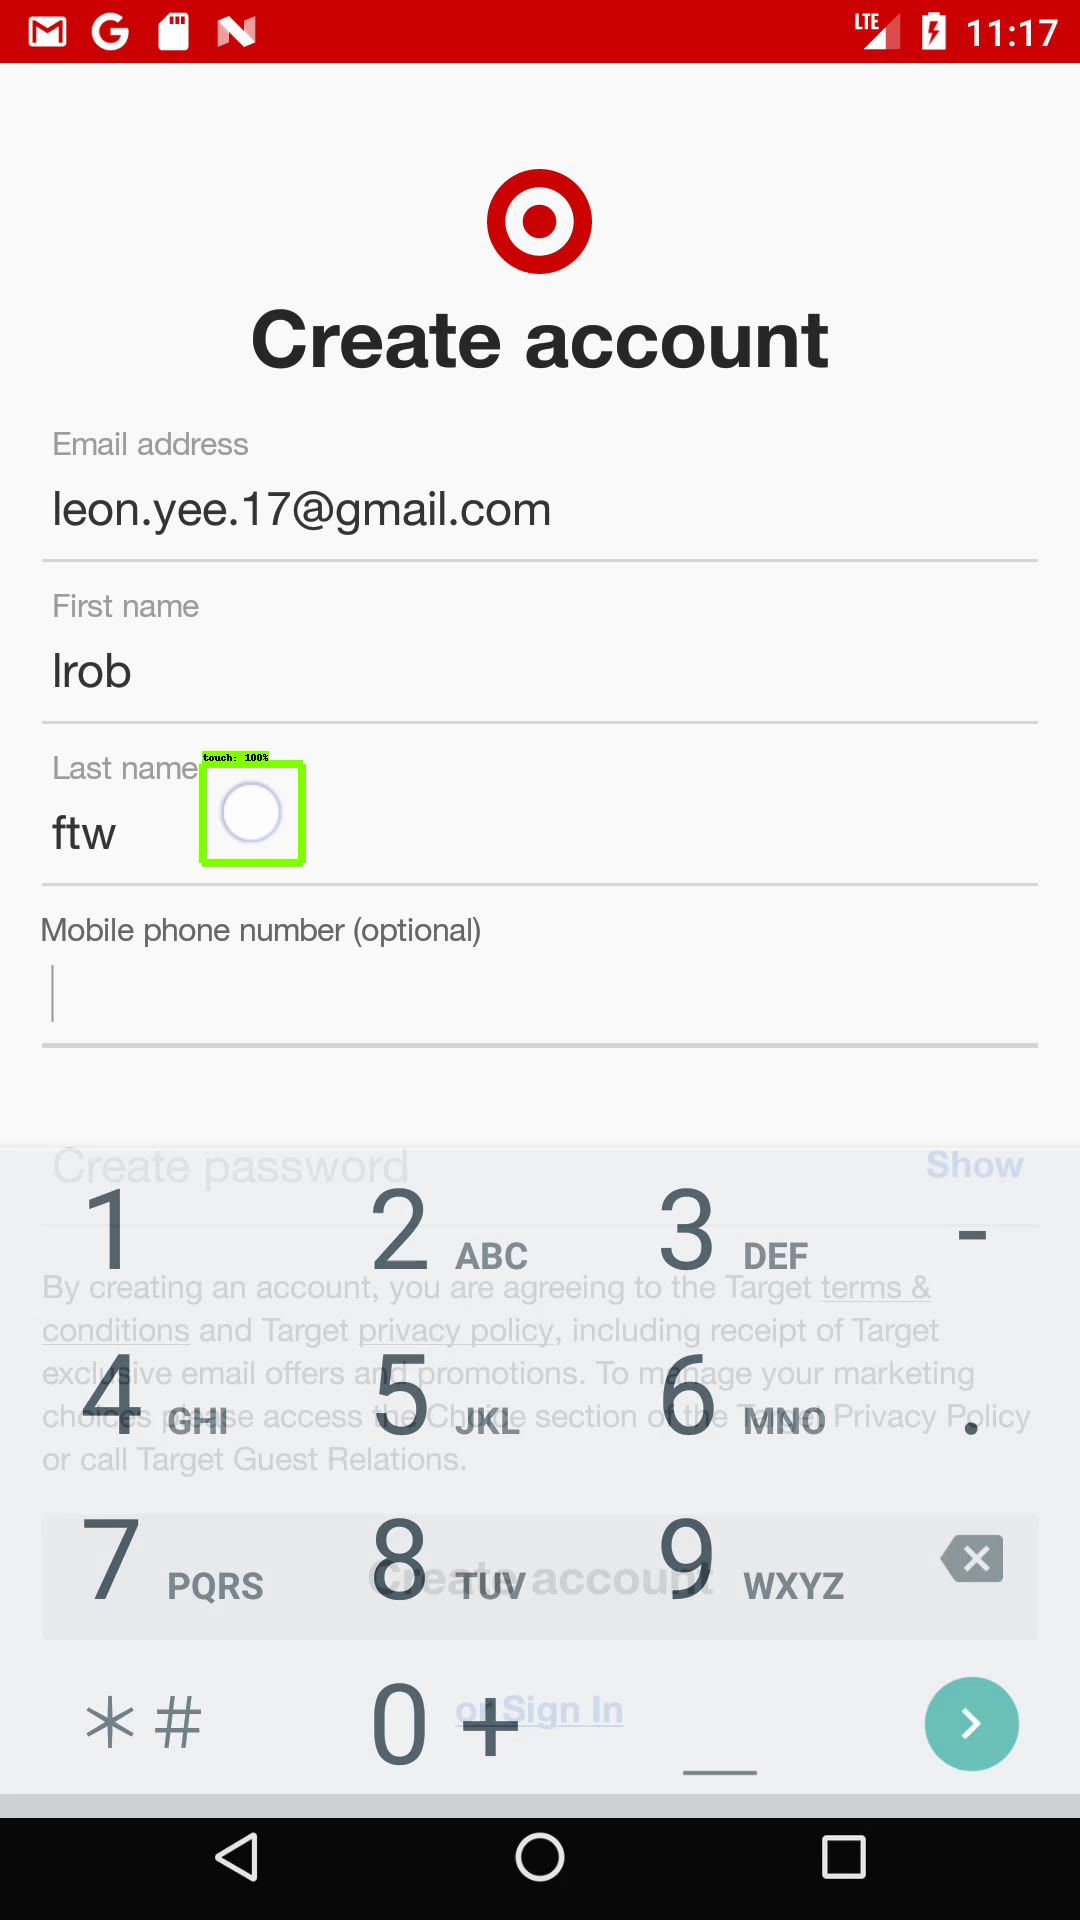 LTE 11:17
Create account
Email address
leon.yee.17@gmail.com
First name
lrob
touch: 100%
Last name
ftw
Mobile phone number (optional)
Create password Show
1 2 ABC 3 DEF -
By creating an account, you are agreeing to the Target terms &
conditions and Target privacy policy, including receipt of Target
exclusive email offers and promotions. To manage your marketing
4 GHI 5 JKL 6 MNO .
choices please access the Choice section of the Target Privacy Policy
or call Target Guest Relations.
7 PQRS 8 TUV 9 WXYZ
Create account
or Sign In
* # 0 +